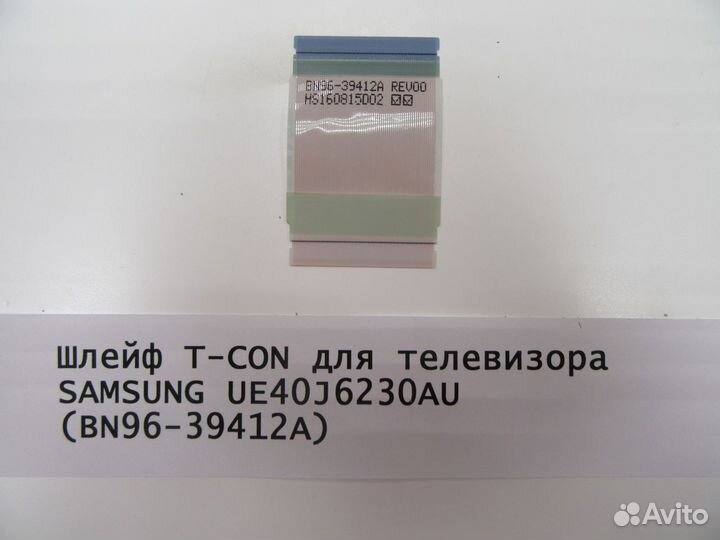 BN96-39412A REV00
HS160815D02
Шлейф T-CON для телевизора
SAMSUNG UE40J6230AU
(BN96-39412A)
Avito